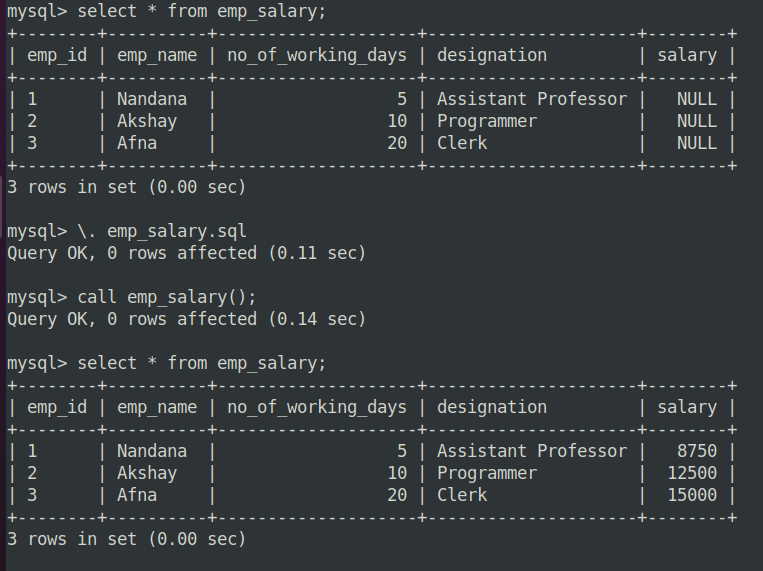 mysql> select * from emp_salary;
+--------+----------+--------------------+---------------------+--------+
| emp_id | emp_name | no_of_working_days | designation         | salary |
+--------+----------+--------------------+---------------------+--------+
| 1      | Nandana  |                  5 | Assistant Professor |   NULL |
| 2      | Akshay   |                 10 | Programmer          |   NULL |
| 3      | Afna     |                 20 | Clerk               |   NULL |
+--------+----------+--------------------+---------------------+--------+
3 rows in set (0.00 sec)
mysql> \. emp_salary.sql
Query OK, 0 rows affected (0.11 sec)
mysql> call emp_salary();
Query OK, 0 rows affected (0.14 sec)
mysql> select * from emp_salary;
+--------+----------+--------------------+---------------------+--------+
| emp_id | emp_name | no_of_working_days | designation         | salary |
+--------+----------+--------------------+---------------------+--------+
| 1      | Nandana  |                  5 | Assistant Professor |   8750 |
| 2      | Akshay   |                 10 | Programmer          |  12500 |
| 3      | Afna     |                 20 | Clerk               |  15000 |
+--------+----------+--------------------+---------------------+--------+
3 rows in set (0.00 sec)